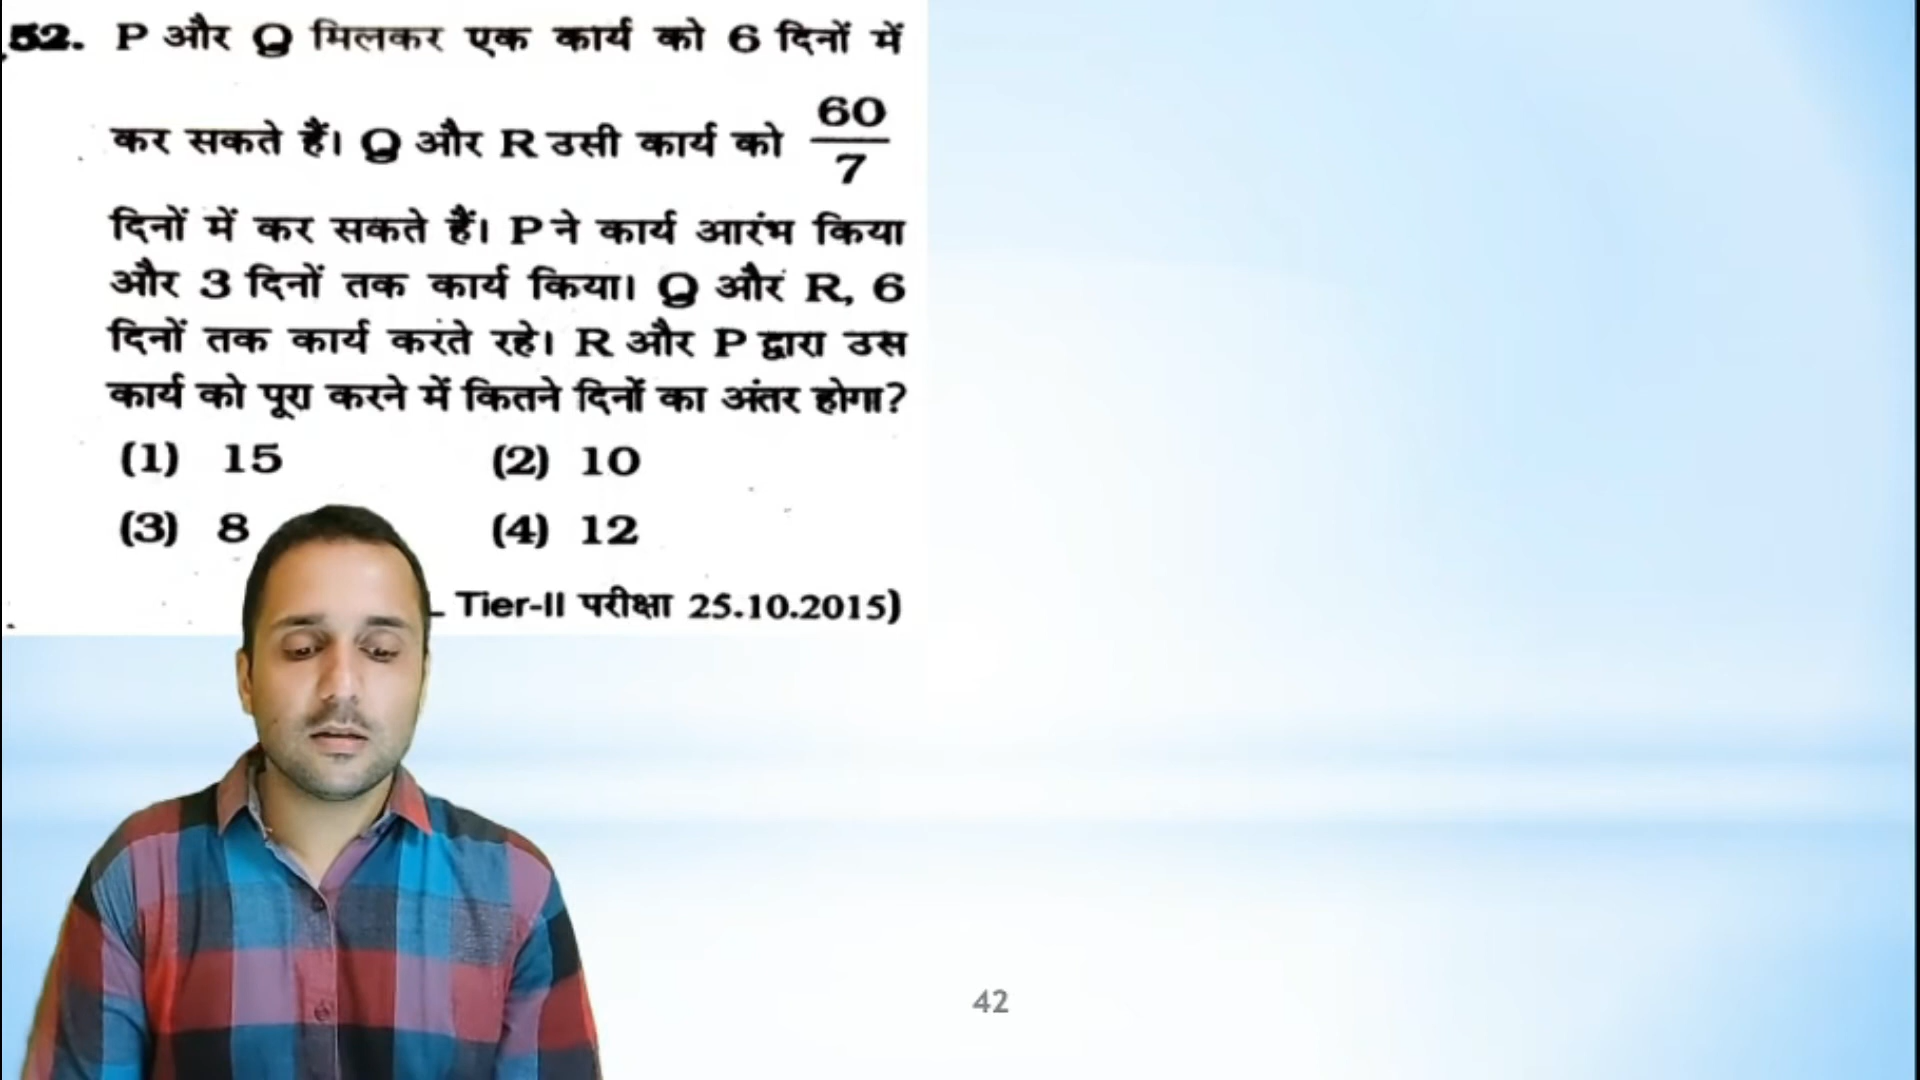 52. P और Q मिलकर एक कार्य को 6 दिनों में
कर सकते हैं। Q और R उसी कार्य को 60/7
दिनों में कर सकते हैं। P ने कार्य आरंभ किया
और 3 दिनों तक कार्य किया। Q और R, 6
दिनों तक कार्य करते रहे। R और P द्वारा उस
कार्य को पूरा करने में कितने दिनों का अंतर होगा?
(1) 15 (2) 10
(3) 8 (4) 12
Tier-II परीक्षा 25.10.2015)
42